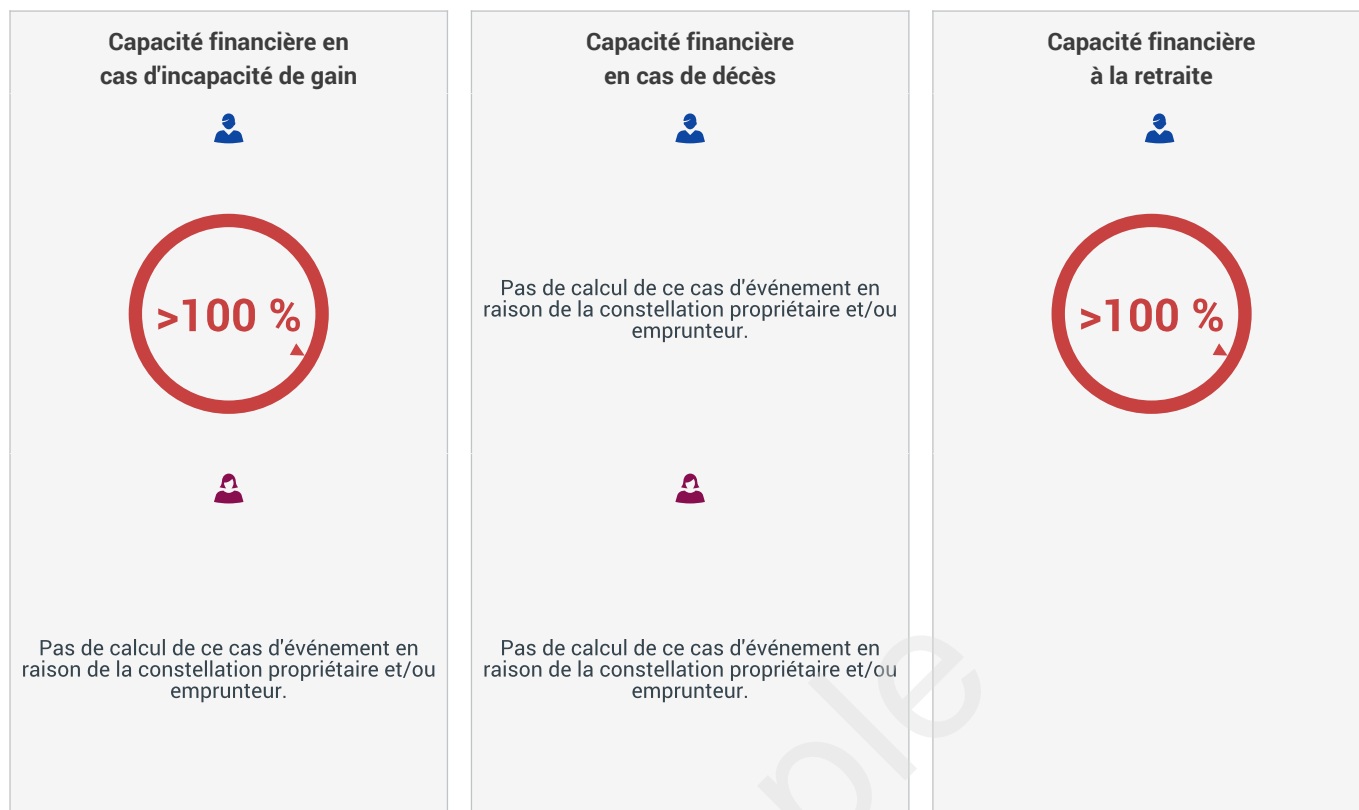 Capacité financière en
cas d'incapacité de gain
>100 %
Pas de calcul de ce cas d'événement en
raison de la constellation propriétaire et/ou
emprunteur.
Capacité financière
en cas de décès
Pas de calcul de ce cas d'événement en
raison de la constellation propriétaire et/ou
emprunteur.
Pas de calcul de ce cas d'événement en
raison de la constellation propriétaire et/ou
emprunteur.
Capacité financière
à la retraite
>100 %
ple